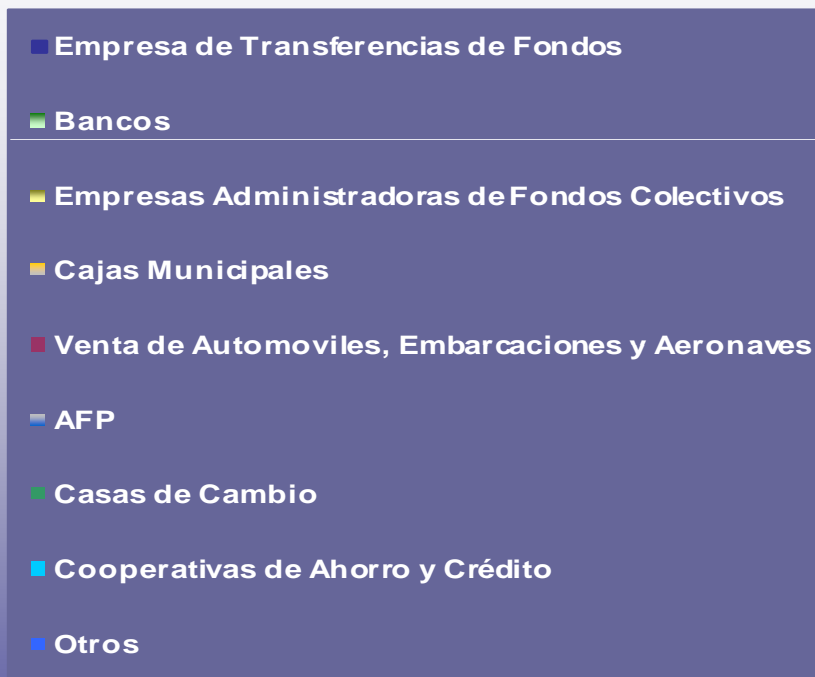 Empresa de Transferencias de Fondos
Bancos
Empresas Administradoras de Fondos Colectivos
Cajas Municipales
Venta de Automoviles, Embarcaciones y Aeronaves
AFP
Casas de Cambio
Cooperativas de Ahorro y Crédito
Otros